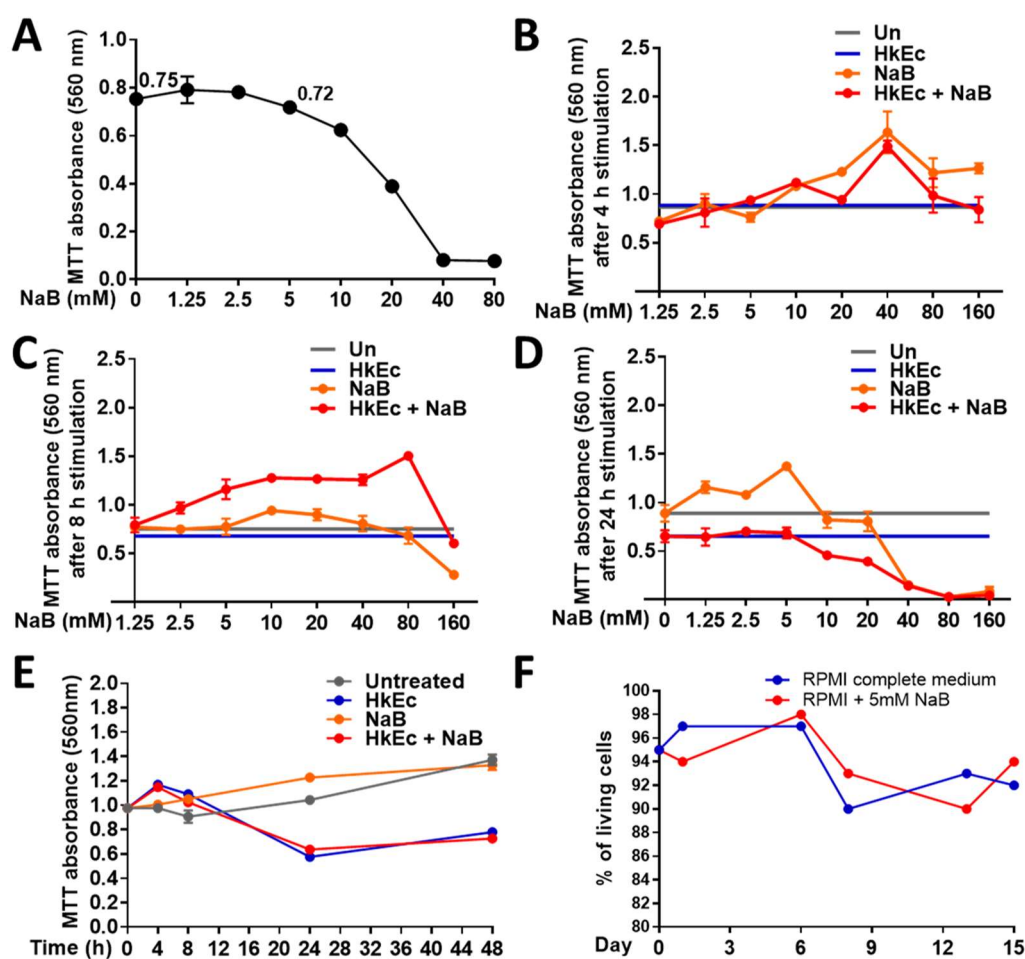 A
MTT absorbance (560 nm)
1.0
0.8
0.6
0.4
0.2
0.0
0.75
0.72
NaB (mM)
0 1.25 2.5 5 10 20 40 80
B
MTT absorbance (560 nm)
after 4 h stimulation
2.5
2.0
1.5
1.0
0.5
Un
HkEc
NaB
HkEc + NaB
NaB (mM)
1.25 2.5 5 10 20 40 80 160
C
MTT absorbance (560 nm)
after 8 h stimulation
2.5
2.0
1.5
1.0
0.5
Un
HkEc
NaB
HkEc + NaB
NaB (mM)
1.25 2.5 5 10 20 40 80 160
D
MTT absorbance (560 nm)
after 24 h stimulation
2.5
2.0
1.5
1.0
0.5
Un
HkEc
NaB
HkEc + NaB
NaB (mM)
0 1.25 2.5 5 10 20 40 80 160
E
MTT absorbance (560nm)
2.0
1.8
1.6
1.4
1.2
1.0
0.8
0.6
0.4
0.2
0.0
Untreated
HkEc
NaB
HkEc + NaB
Time (h)
0 4 8 12 16 20 24 28 32 36 40 44 48
F
% of living cells
100
98
96
94
92
90
88
86
84
82
80
RPMI complete medium
RPMI + 5mM NaB
Day
0 3 6 9 12 15